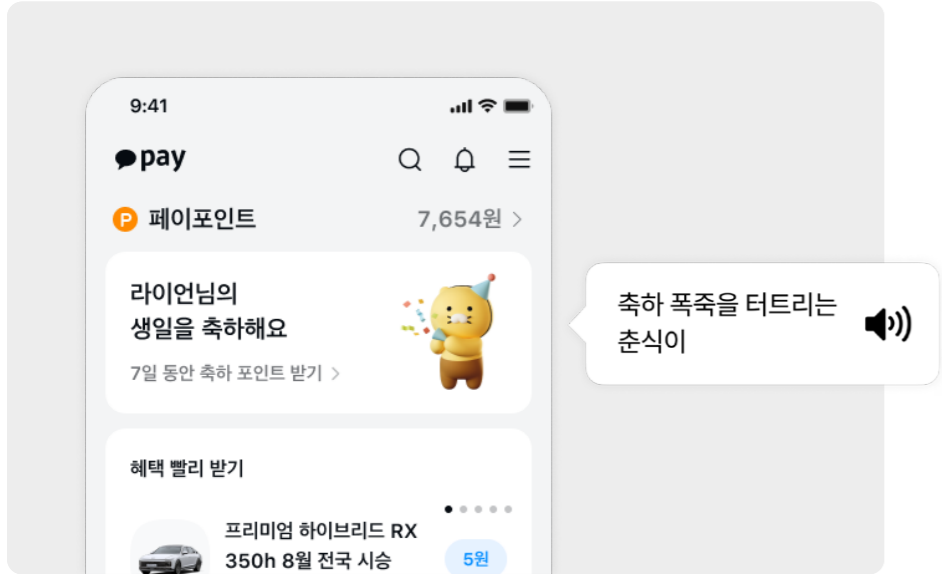 9:41
pay
P 페이포인트 7,654원
라이언님의
생일을 축하해요
7일 동안 축하 포인트 받기
축하 폭죽을 터트리는
춘식이
혜택 빨리 받기
프리미엄 하이브리드 RX
350h 8월 전국 시승
5원